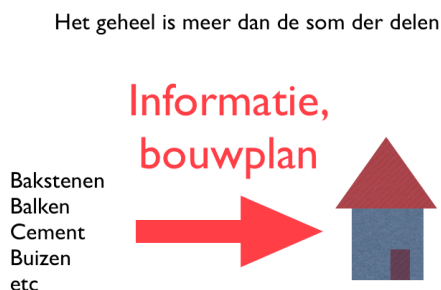 Het geheel is meer dan de som der delen
Informatie,
bouwplan
Bakstenen
Balken
Cement
Buizen
etc